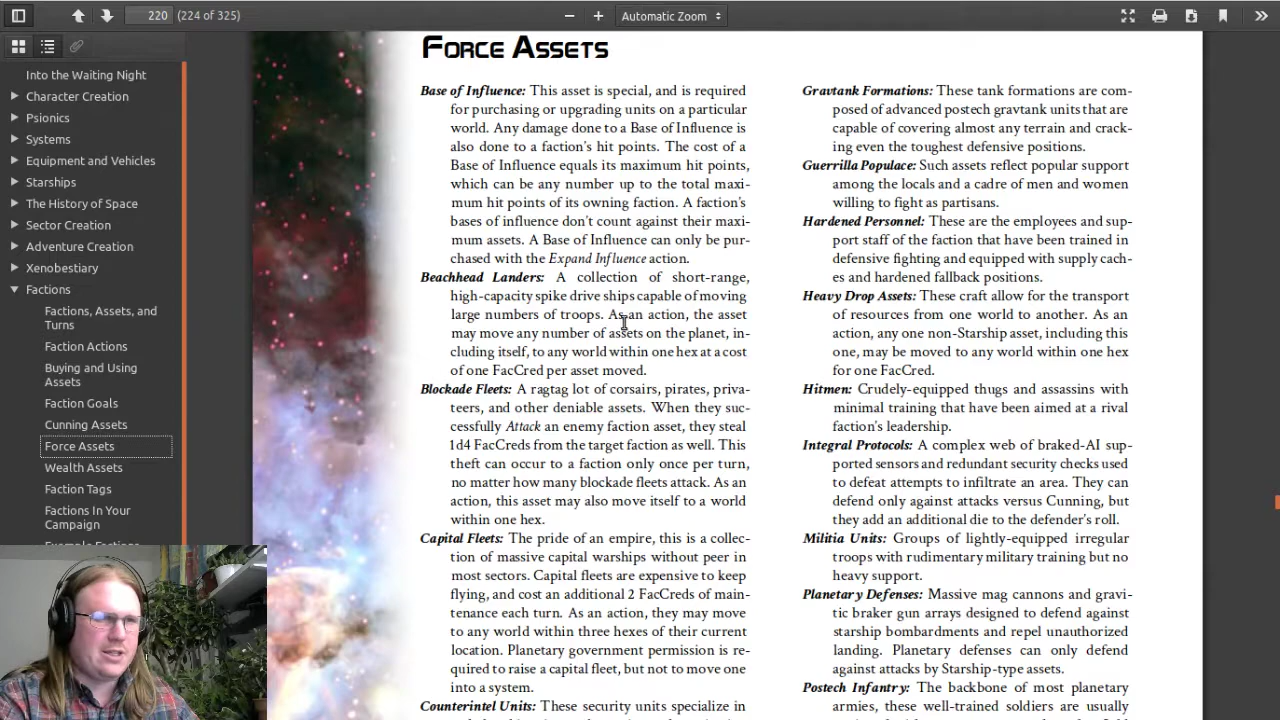 220
(224 of 325)
Automatic Zoom
Into the Waiting Night
Character Creation
Psionics
Systems
Equipment and Vehicles
Starships
The History of Space
Sector Creation
Adventure Creation
Xenobestiary
Factions
Factions, Assets, and
Turns
Faction Actions
Buying and Using
Assets
Faction Goals
Cunning Assets
Force Assets
Wealth Assets
Faction Tags
Factions In Your
Campaign
Example Factions
Force Assets
Base of Influence: This asset is special, and is required
for purchasing or upgrading units on a particular
world. Any damage done to a Base of Influence is
also done to a faction's hit points. The cost of a
Base of Influence equals its maximum hit points,
which can be any number up to the total maxi-
mum hit points of its owning faction. A faction's
bases of influence don't count against their maxi-
mum assets. A Base of Influence can only be pur-
chased with the Expand Influence action.
Beachhead Landers: A collection of short-range,
high-capacity spike drive ships capable of moving
large numbers of troops. As an action, the asset
may move any number of assets on the planet, in-
cluding itself, to any world within one hex at a cost
of one FacCred per asset moved.
Blockade Fleets: A ragtag lot of corsairs, pirates, priva-
teers, and other deniable assets. When they suc-
cessfully Attack an enemy faction asset, they steal
1d4 FacCreds from the target faction as well. This
theft can occur to a faction only once per turn,
no matter how many blockade fleets attack. As an
action, this asset may also move itself to a world
within one hex.
Capital Fleets: The pride of an empire, this is a collec-
tion of massive capital warships without peer in
most sectors. Capital fleets are expensive to keep
flying, and cost an additional 2 FacCreds of main-
tenance each turn. As an action, they may move
to any world within three hexes of their current
location. Planetary government permission is re-
quired to raise a capital fleet, but not to move one
into a system.
Counterintel Units: These security units specialize in
Gravtank Formations: These tank formations are com-
posed of advanced postech gravtank units that are
capable of covering almost any terrain and crack-
ing even the toughest defensive positions.
Guerrilla Populace: Such assets reflect popular support
among the locals and a cadre of men and women
willing to fight as partisans.
Hardened Personnel: These are the employees and sup-
port staff of the faction that have been trained in
defensive fighting and equipped with supply cach-
es and hardened fallback positions.
Heavy Drop Assets: These craft allow for the transport
of resources from one world to another. As an
action, any one non-Starship asset, including this
one, may be moved to any world within one hex
for one FacCred.
Hitmen: Crudely-equipped thugs and assassins with
minimal training that have been aimed at a rival
faction's leadership.
Integral Protocols: A complex web of braked-AI sup-
ported sensors and redundant security checks used
to defeat attempts to infiltrate an area. They can
defend only against attacks versus Cunning, but
they add an additional die to the defender's roll.
Militia Units: Groups of lightly-equipped irregular
troops with rudimentary military training but no
heavy support.
Planetary Defenses: Massive mag cannons and gravi-
tic braker gun arrays designed to defend against
starship bombardments and repel unauthorized
landing. Planetary defenses can only defend
against attacks by Starship-type assets.
Postech Infantry: The backbone of most planetary
armies, these well-trained soldiers are usually